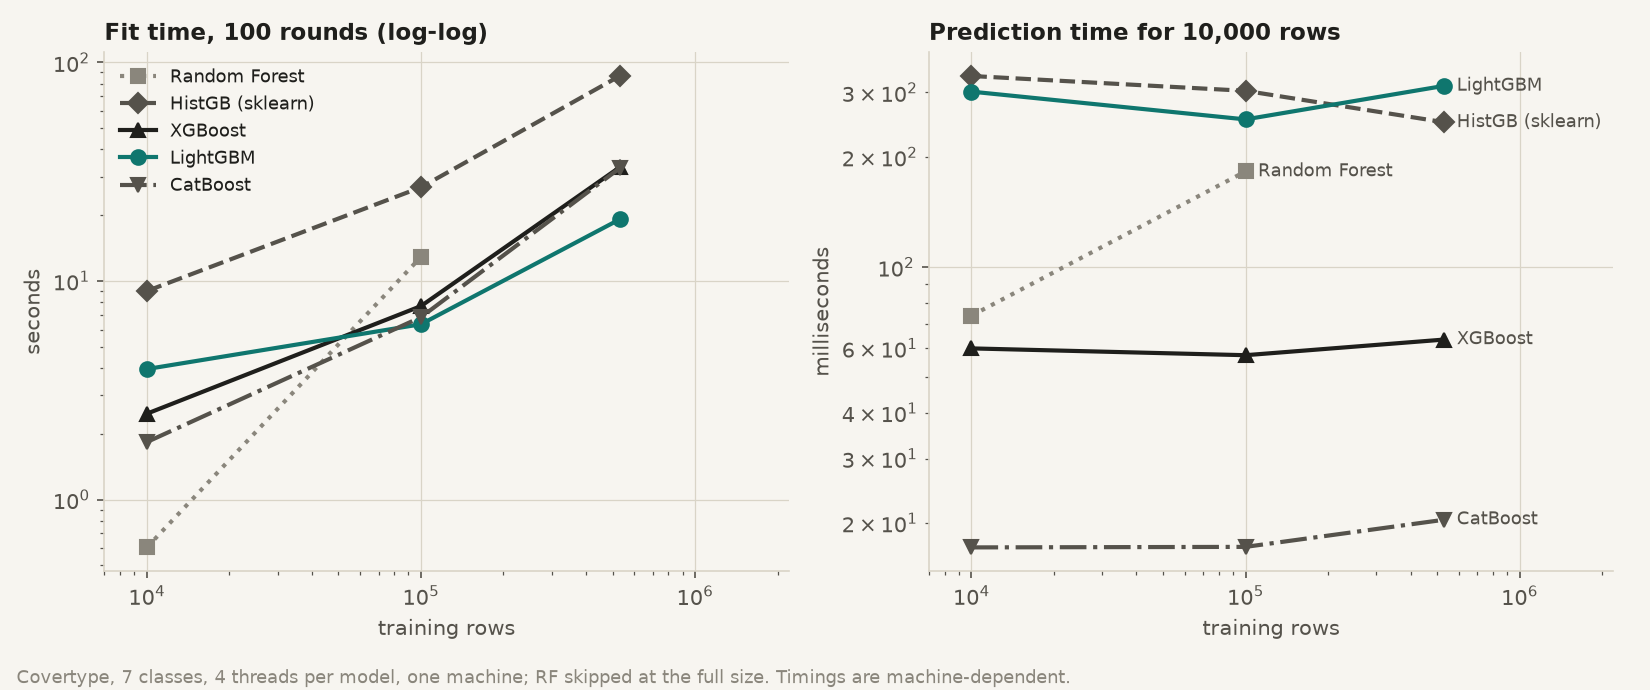 Fit time, 100 rounds (log-log)
10²
10¹
10⁰
seconds
Random Forest
HistGB (sklearn)
XGBoost
LightGBM
CatBoost
10⁴ 10⁵ 10⁶
training rows
Prediction time for 10,000 rows
3 × 10²
2 × 10²
10²
6 × 10¹
4 × 10¹
3 × 10¹
2 × 10¹
milliseconds
LightGBM
HistGB (sklearn)
Random Forest
XGBoost
CatBoost
10⁴ 10⁵ 10⁶
training rows
Covertype, 7 classes, 4 threads per model, one machine; RF skipped at the full size. Timings are machine-dependent.